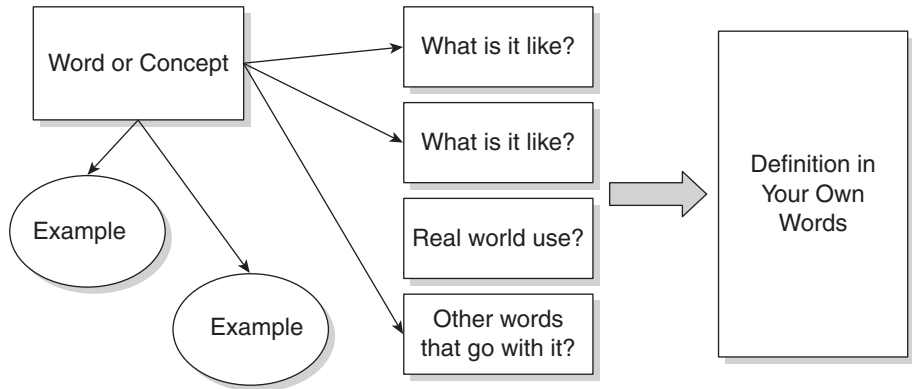 Word or Concept
Example
Example
What is it like?
What is it like?
Real world use?
Other words
that go with it?
Definition in
Your Own
Words